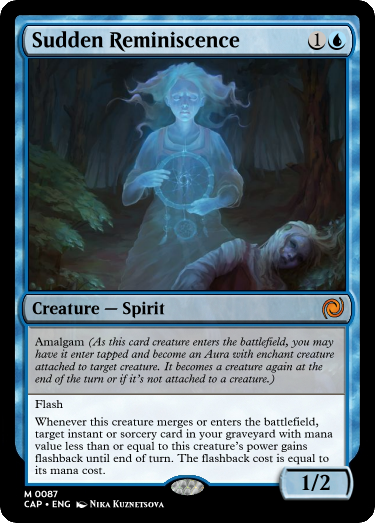 Sudden Reminiscence 1
Creature — Spirit
Amalgam (As this card creature enters the battlefield, you may
have it enter tapped and become an Aura with enchant creature
attached to target creature. It becomes a creature again at the
end of the turn or if it's not attached to a creature.)
Flash
Whenever this creature merges or enters the battlefield,
target instant or sorcery card in your graveyard with mana
value less than or equal to this creature's power gains
flashback until end of turn. The flashback cost is equal to
its mana cost.
1/2
M 0087
CAP • ENG Nika Kuznetsova